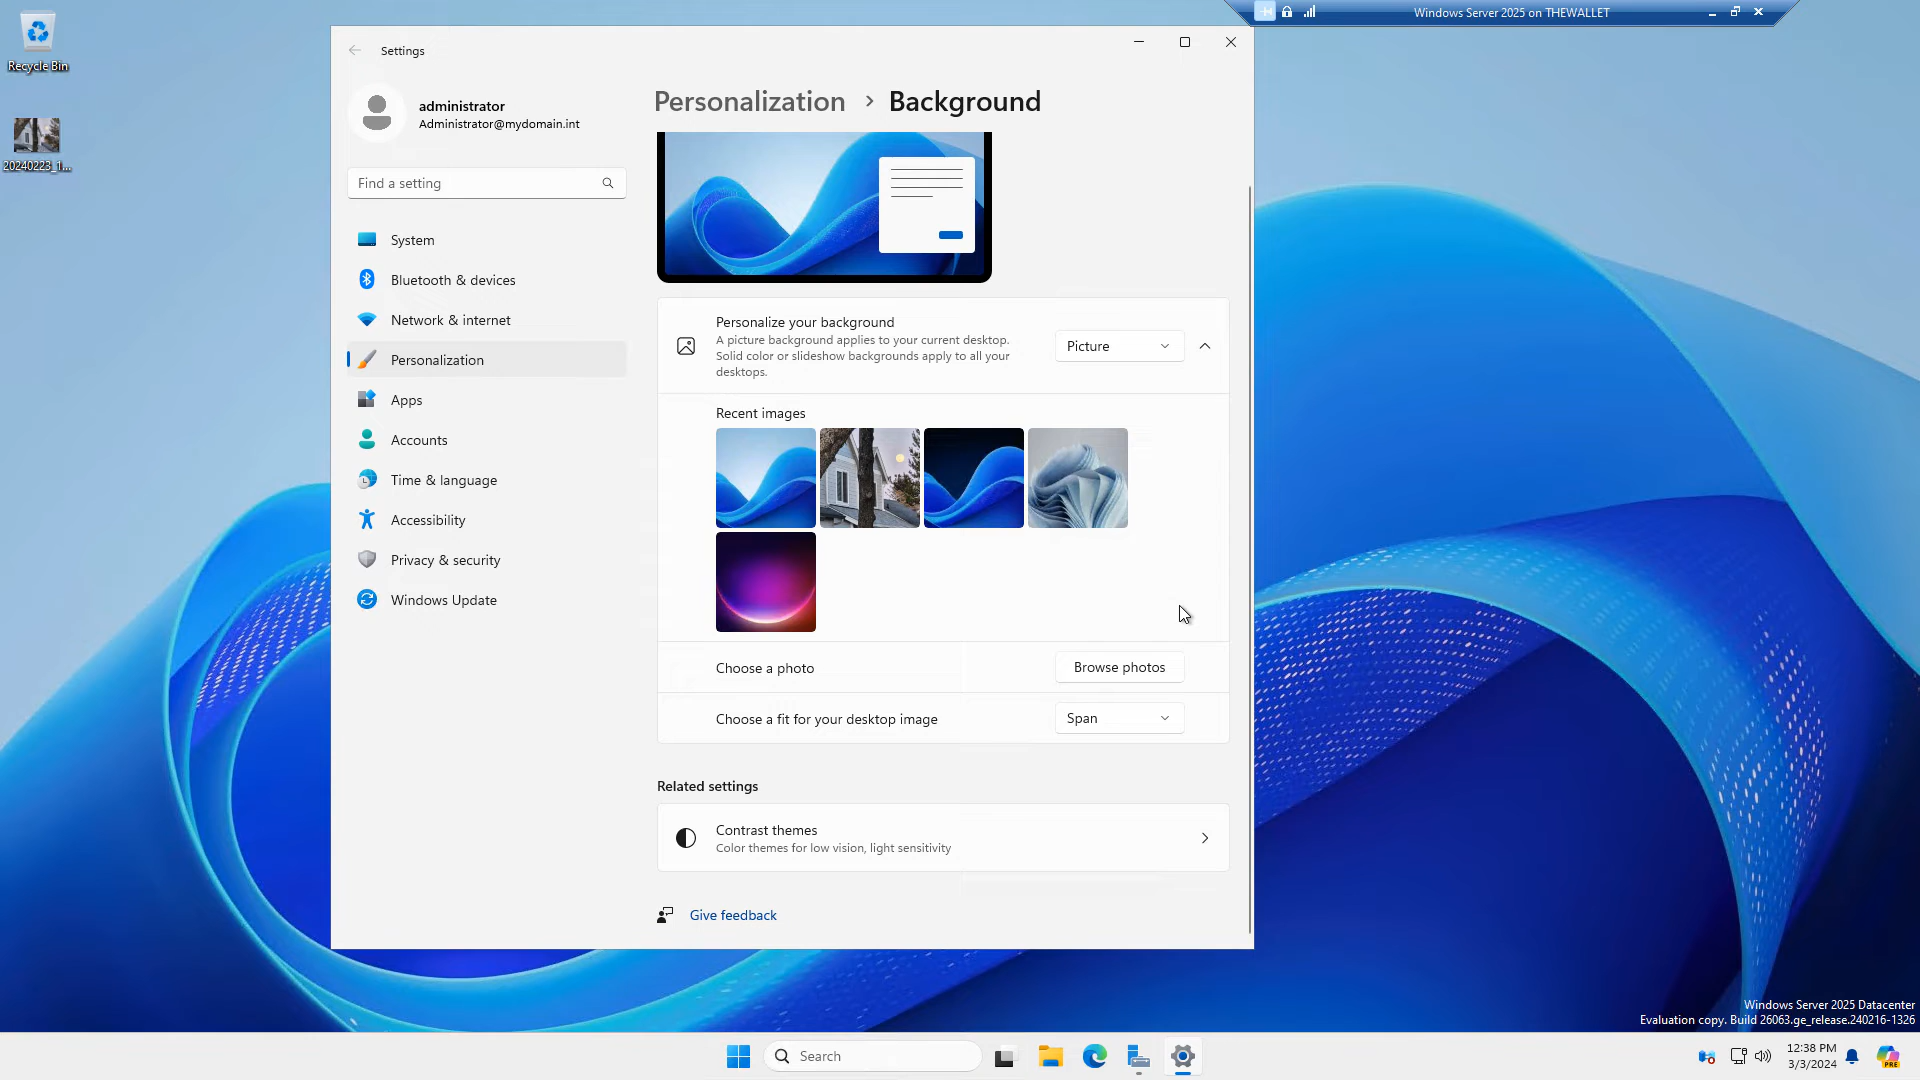 Windows Server 2025 on THEWALLET
Recycle Bin
20240223_1...
Settings
administrator
Administrator@mydomain.int
Find a setting
System
Bluetooth & devices
Network & internet
Personalization
Apps
Accounts
Time & language
Accessibility
Privacy & security
Windows Update
Personalization > Background
Personalize your background
A picture background applies to your current desktop.
Solid color or slideshow backgrounds apply to all your
desktops.
Picture
Recent images
Choose a photo
Browse photos
Choose a fit for your desktop image
Span
Related settings
Contrast themes
Color themes for low vision, light sensitivity
Give feedback
Windows Server 2025 Datacenter
Evaluation copy. Build 26063.ge_release.240216-1326
Search
12:38 PM
3/3/2024
PRE